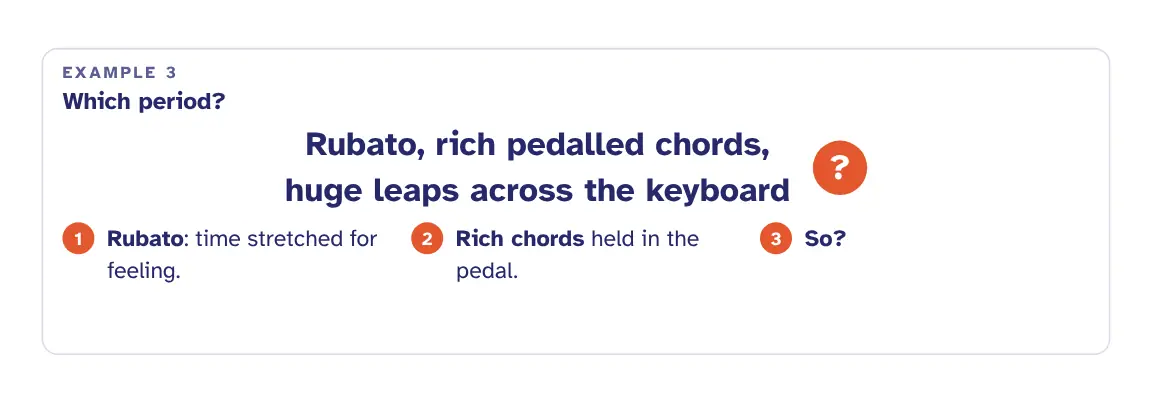 EXAMPLE 3
Which period?
Rubato, rich pedalled chords,
huge leaps across the keyboard
?
1 Rubato: time stretched for
feeling.
2 Rich chords held in the
pedal.
3 So?